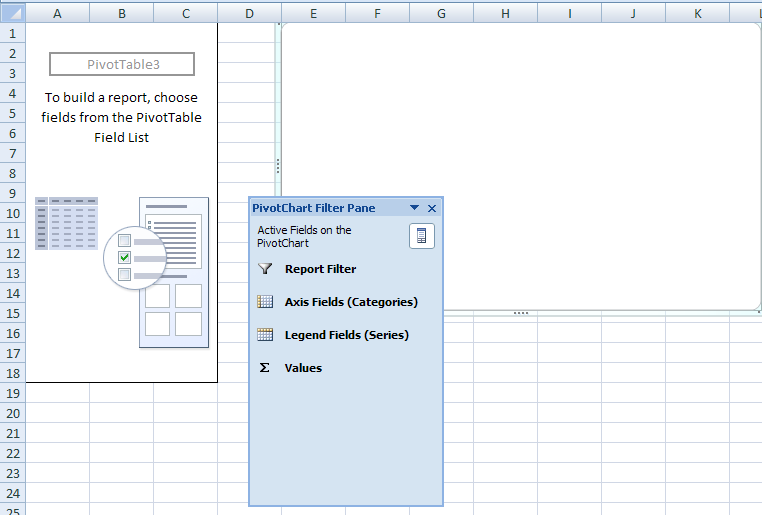 A B C D E F G H I J K L
1
2
3
4
5
6
7
8
9
10
11
12
13
14
15
16
17
18
19
20
21
22
23
24
25
PivotTable3
To build a report, choose
fields from the PivotTable
Field List
PivotChart Filter Pane
Active Fields on the
PivotChart
Report Filter
Axis Fields (Categories)
Legend Fields (Series)
Σ Values